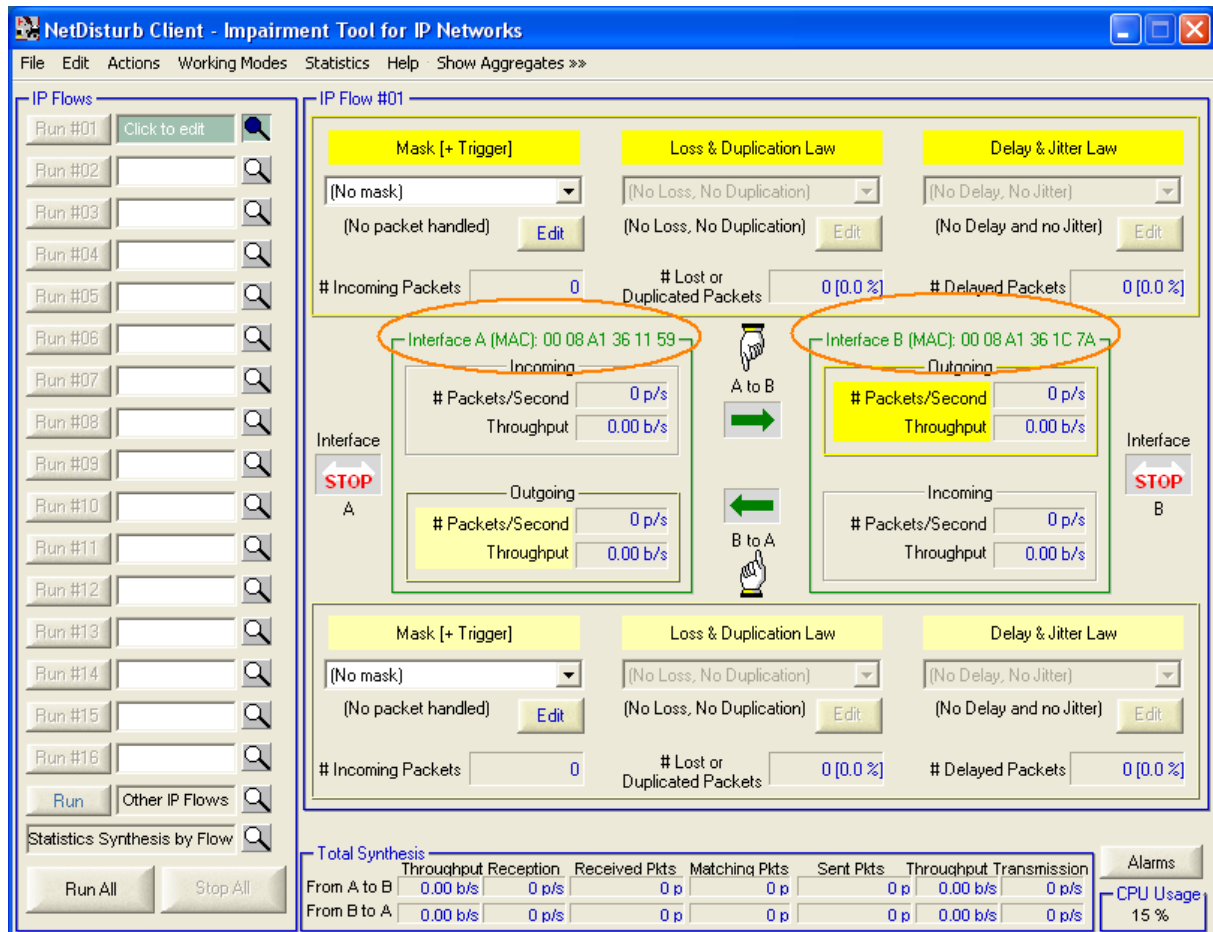 NetDisturb Client - Impairment Tool for IP Networks
File Edit Actions Working Modes Statistics Help Show Aggregates »
IP Flows
Run #01 Click to edit
Run #02
Run #03
Run #04
Run #05
Run #06
Run #07
Run #08
Run #09
Run #10
Run #11
Run #12
Run #13
Run #14
Run #15
Run #16
Run Other IP Flows
Statistics Synthesis by Flow
Run All Stop All
IP Flow #01
Mask [+ Trigger] Loss & Duplication Law Delay & Jitter Law
(No mask) (No Loss, No Duplication) (No Delay, No Jitter)
(No packet handled) Edit (No Loss, No Duplication) Edit (No Delay and no Jitter) Edit
# Incoming Packets 0 # Lost or Duplicated Packets 0 [0.0 %] # Delayed Packets 0 [0.0 %]
Interface A (MAC): 00 08 A1 36 11 59
Incoming
# Packets/Second 0 p/s
Throughput 0.00 b/s
Interface
STOP
A
Outgoing
# Packets/Second 0 p/s
Throughput 0.00 b/s
A to B
B to A
Interface B (MAC): 00 08 A1 36 1C 7A
Outgoing
# Packets/Second 0 p/s
Throughput 0.00 b/s
Interface
STOP
B
Incoming
# Packets/Second 0 p/s
Throughput 0.00 b/s
Mask [+ Trigger] Loss & Duplication Law Delay & Jitter Law
(No mask) (No Loss, No Duplication) (No Delay, No Jitter)
(No packet handled) Edit (No Loss, No Duplication) Edit (No Delay and no Jitter) Edit
# Incoming Packets 0 # Lost or Duplicated Packets 0 [0.0 %] # Delayed Packets 0 [0.0 %]
Total Synthesis
Throughput Reception Received Pkts Matching Pkts Sent Pkts Throughput Transmission
From A to B 0.00 b/s 0 p/s 0 p 0 p 0 p 0.00 b/s 0 p/s
From B to A 0.00 b/s 0 p/s 0 p 0 p 0 p 0.00 b/s 0 p/s
Alarms
CPU Usage
15 %